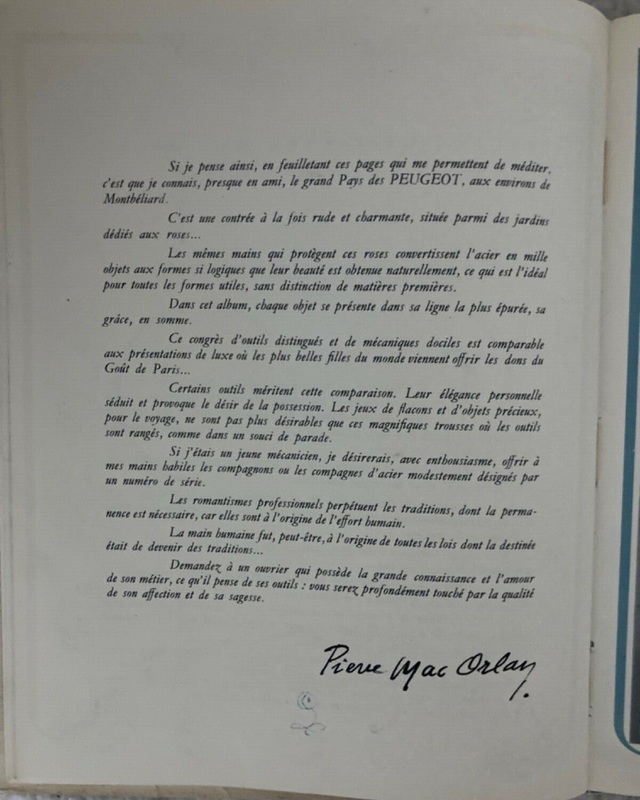 Si je pense ainsi, en feuilletant ces pages qui me permettent de méditer,
c'est que je connais, presque en ami, le grand Pays des PEUGEOT, aux environs de
Montbéliard.
C'est une contrée à la fois rude et charmante, située parmi des jardins
dédiés aux roses...
Les mêmes mains qui protègent ces roses convertissent l'acier en mille
objets aux formes si logiques que leur beauté est obtenue naturellement, ce qui est l'idéal
pour toutes les formes utiles, sans distinction de matières premières.
Dans cet album, chaque objet se présente dans sa ligne la plus épurée, sa
grâce, en somme.
Ce congrès d'outils distingués et de mécaniques dociles est comparable
aux présentations de luxe où les plus belles filles du monde viennent offrir les dons du
Goût de Paris...
Certains outils méritent cette comparaison. Leur élégance personnelle
séduit et provoque le désir de la possession. Les jeux de flacons et d'objets précieux,
pour le voyage, ne sont pas plus désirables que ces magnifiques trousses où les outils
sont rangés, comme dans un souci de parade.
Si j'étais un jeune mécanicien, je désirerais, avec enthousiasme, offrir à
mes mains habiles les compagnons ou les compagnes d'acier modestement désignés par
un numéro de série.
Les romantismes professionnels perpétuent les traditions, dont la perma-
nence est nécessaire, car elles sont à l'origine de l'effort humain.
La main humaine fut, peut-être, à l'origine de toutes les lois dont la destinée
était de devenir des traditions...
Demandez à un ouvrier qui possède la grande connaissance et l'amour
de son métier, ce qu'il pense de ses outils : vous serez profondément touché par la qualité
de son affection et de sa sagesse.
Pierre Mac Orlan.